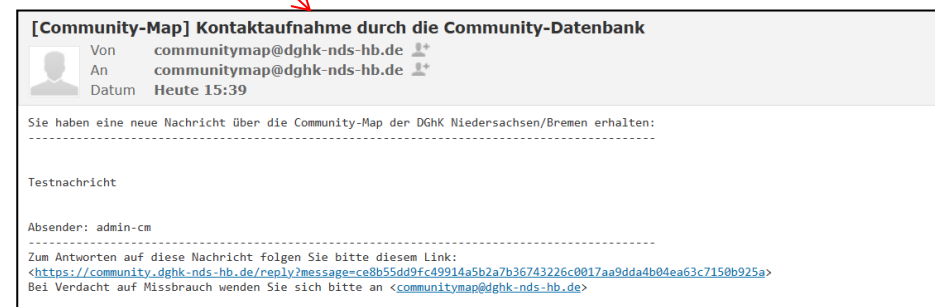 [Community-Map] Kontaktaufnahme durch die Community-Datenbank
Von communitymap@dghk-nds-hb.de
An communitymap@dghk-nds-hb.de
Datum Heute 15:39
Sie haben eine neue Nachricht über die Community-Map der DGhK Niedersachsen/Bremen erhalten:
--------------------------------------------------------------------------------------------
Testnachricht
Absender: admin-cm
--------------------------------------------------------------------------------------------
Zum Antworten auf diese Nachricht folgen Sie bitte diesem Link:
<https://community.dghk-nds-hb.de/reply?message=ce8b55dd9fc49914a5b2a7b36743226c0017aa9dda4b04ea63c7150b925a>
Bei Verdacht auf Missbrauch wenden Sie sich bitte an <communitymap@dghk-nds-hb.de>